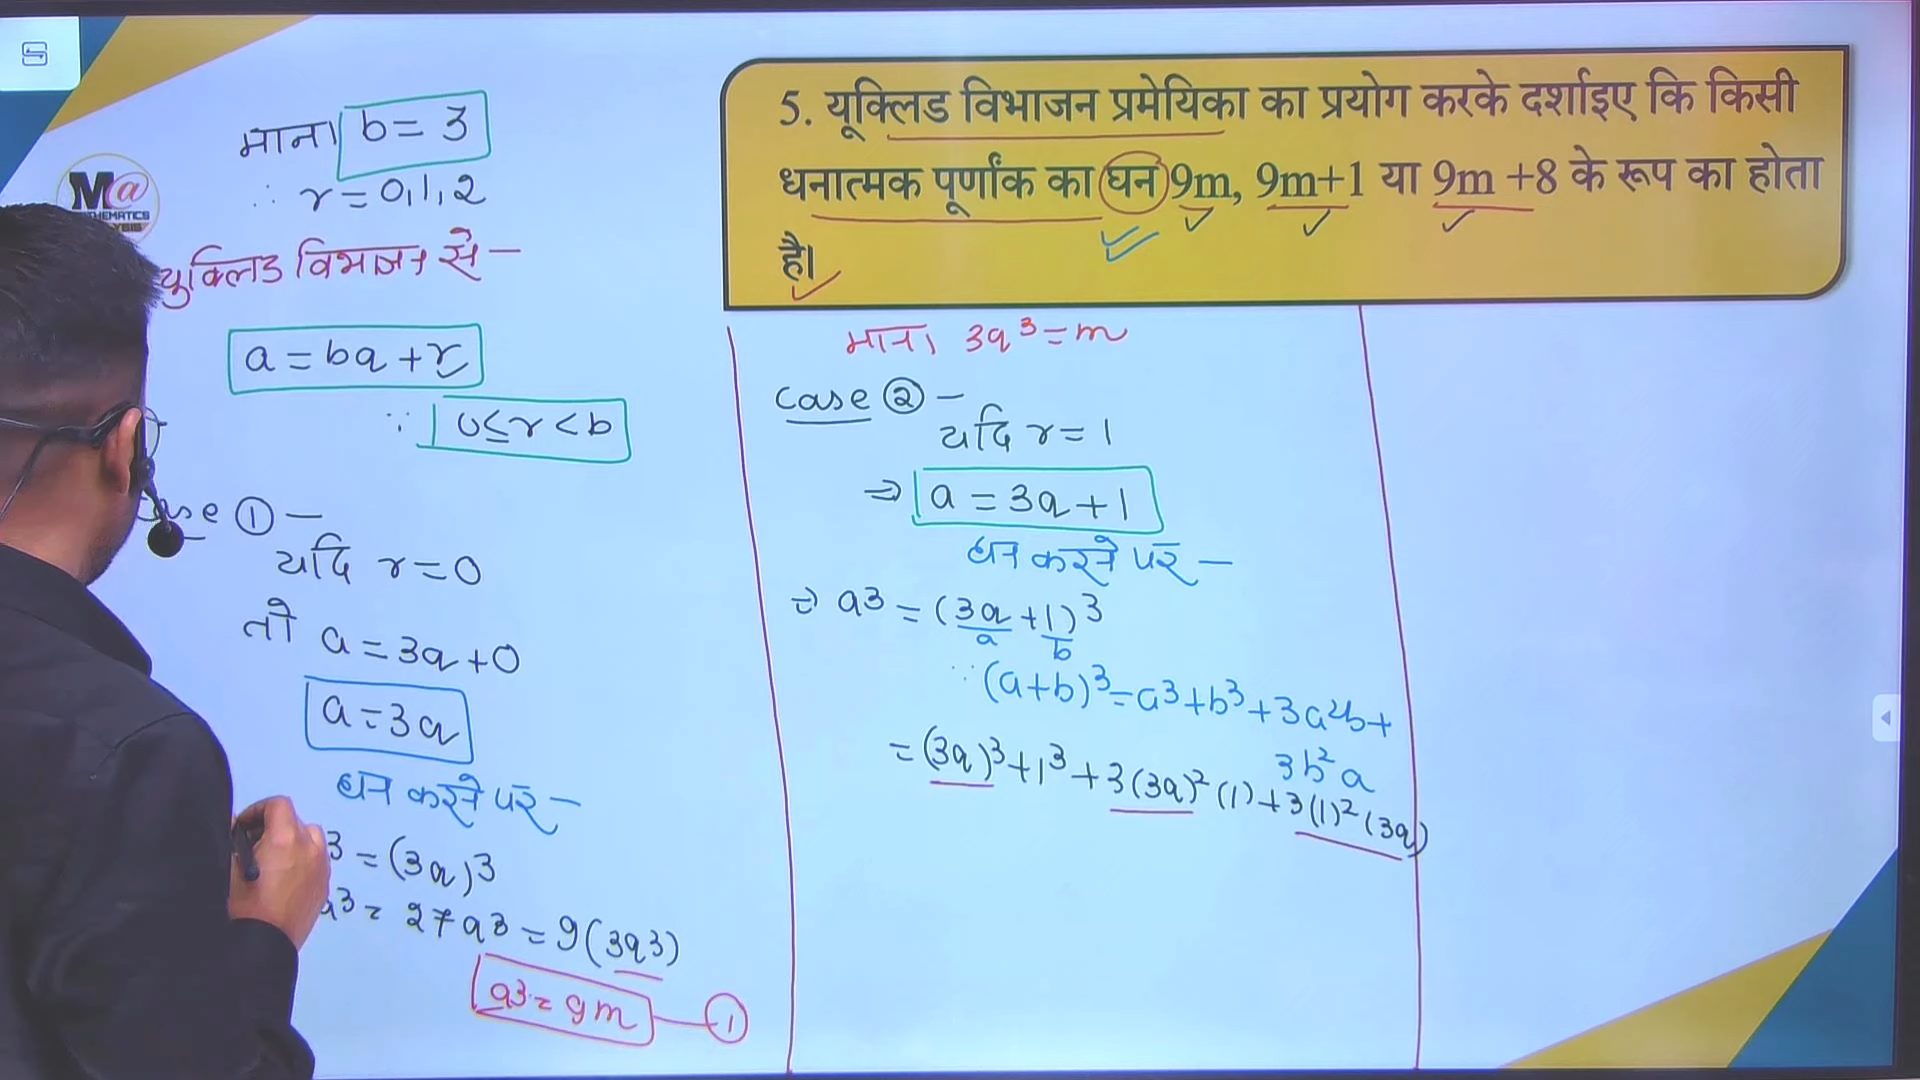 5. यूक्लिड विभाजन प्रमेयिका का प्रयोग करके दर्शाइए कि किसी
धनात्मक पूर्णांक का घन 9m, 9m+1 या 9m +8 के रूप का होता
है।
M@
माना b = 3
∴ r = 0,1,2
युक्लिड विभाजन से –
a = bq + r
∵ 0≤r<b
case ① –
यदि r = 0
तो a = 3q + 0
a = 3q
घन करने पर –
3 = (3q)3
a3 = 27q3 = 9(3q3)
a3 = 9m — ①
माना 3q3 = m
case ② –
यदि r = 1
⇒ a = 3q + 1
घन करने पर –
⇒ a3 = (3q + 1)3
a b
∵ (a+b)3 = a3 + b3 + 3a2b +
3b2a
= (3q)3 + 13 + 3(3q)2 (1) + 3(1)2 (3q)